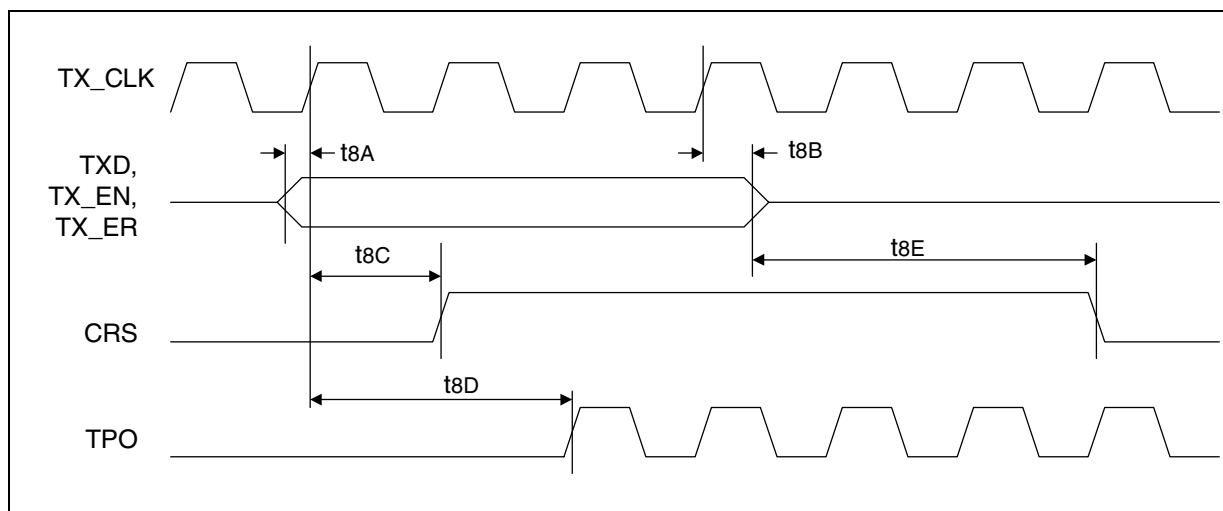 TX_CLK
t8A
t8B
TXD,
TX_EN,
TX_ER
t8C
t8E
CRS
t8D
TPO